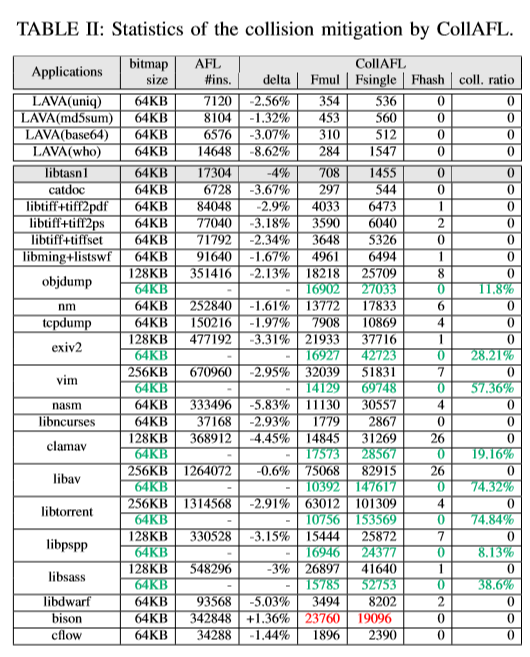 TABLE II: Statistics of the collision mitigation by CollAFL.
Applications bitmap size AFL #ins. CollAFL delta Fmul Fsingle Fhash coll. ratio
LAVA(uniq) 64KB 7120 -2.56% 354 536 0 0
LAVA(md5sum) 64KB 8104 -1.32% 453 560 0 0
LAVA(base64) 64KB 6576 -3.07% 310 512 0 0
LAVA(who) 64KB 14648 -8.62% 284 1547 0 0
libtasn1 64KB 17304 -4% 708 1455 0 0
catdoc 64KB 6728 -3.67% 297 544 0 0
libtiff+tiff2pdf 64KB 84048 -2.9% 4033 6473 1 0
libtiff+tiff2ps 64KB 77040 -3.18% 3590 6040 2 0
libtiff+tiffset 64KB 71792 -2.34% 3648 5326 0 0
libming+listswf 64KB 91640 -1.67% 4961 6494 1 0
objdump 128KB 351416 -2.13% 18218 25709 8 0
64KB - - 16902 27033 0 11.8%
nm 64KB 252840 -1.61% 13772 17833 6 0
tcpdump 64KB 150216 -1.97% 7908 10869 4 0
exiv2 128KB 477192 -3.31% 21933 37716 1 0
64KB - - 16927 42723 0 28.21%
vim 256KB 670960 -2.95% 32039 51831 7 0
64KB - - 14129 69748 0 57.36%
nasm 64KB 333496 -5.83% 11130 30557 4 0
libncurses 64KB 37168 -2.93% 1779 2867 0 0
clamav 128KB 368912 -4.45% 14845 31269 26 0
64KB - - 17573 28567 0 19.16%
libav 256KB 1264072 -0.6% 75068 82915 26 0
64KB - - 10392 147617 0 74.32%
libtorrent 256KB 1314568 -2.91% 63012 101309 4 0
64KB - - 10756 153569 0 74.84%
libpspp 128KB 330528 -3.15% 15444 25872 7 0
64KB - - 16946 24377 0 8.13%
libsass 128KB 548296 -3% 26897 41640 1 0
64KB - - 15785 52753 0 38.6%
libdwarf 64KB 93568 -5.03% 3494 8202 2 0
bison 64KB 342848 +1.36% 23760 19096 0 0
cflow 64KB 34288 -1.44% 1896 2390 0 0